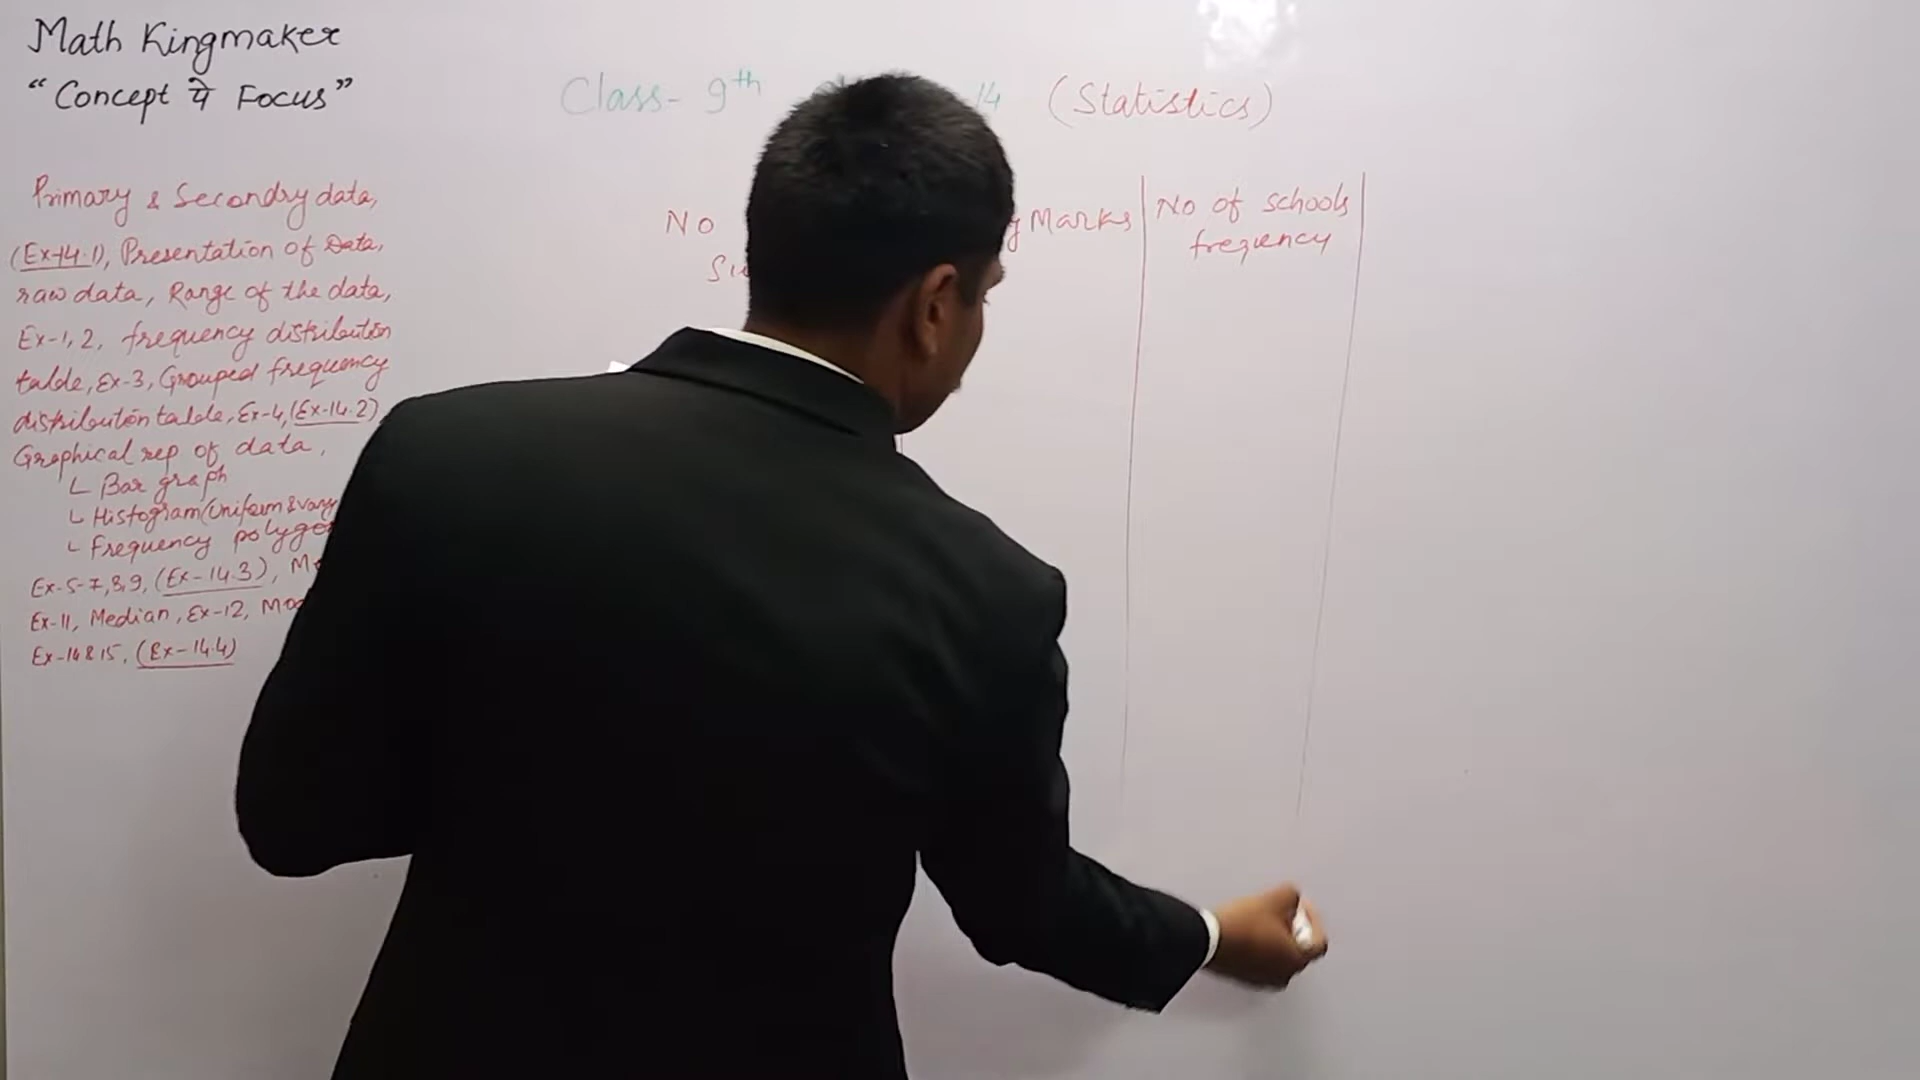 Math Kingmaker
"Concept पे Focus"
Class- 9th 14 (Statistics)
Primary & Secondry data,
(Ex-14.1), Presentation of Data,
raw data, Range of the data,
Ex-1,2, frequency distribution
table, Ex-3, Grouped frequency
distribution table, Ex-4, (Ex-14.2)
Graphical rep of data,
└ Bar graph
└ Histogram (Uniform & vary
└ Frequency polygo
Ex-5-7,8,9, (Ex-14.3), M
Ex-11, Median, Ex-12, Mo
Ex-14 & 15, (Ex-14.4)
No
Marks
No of schools
frequency